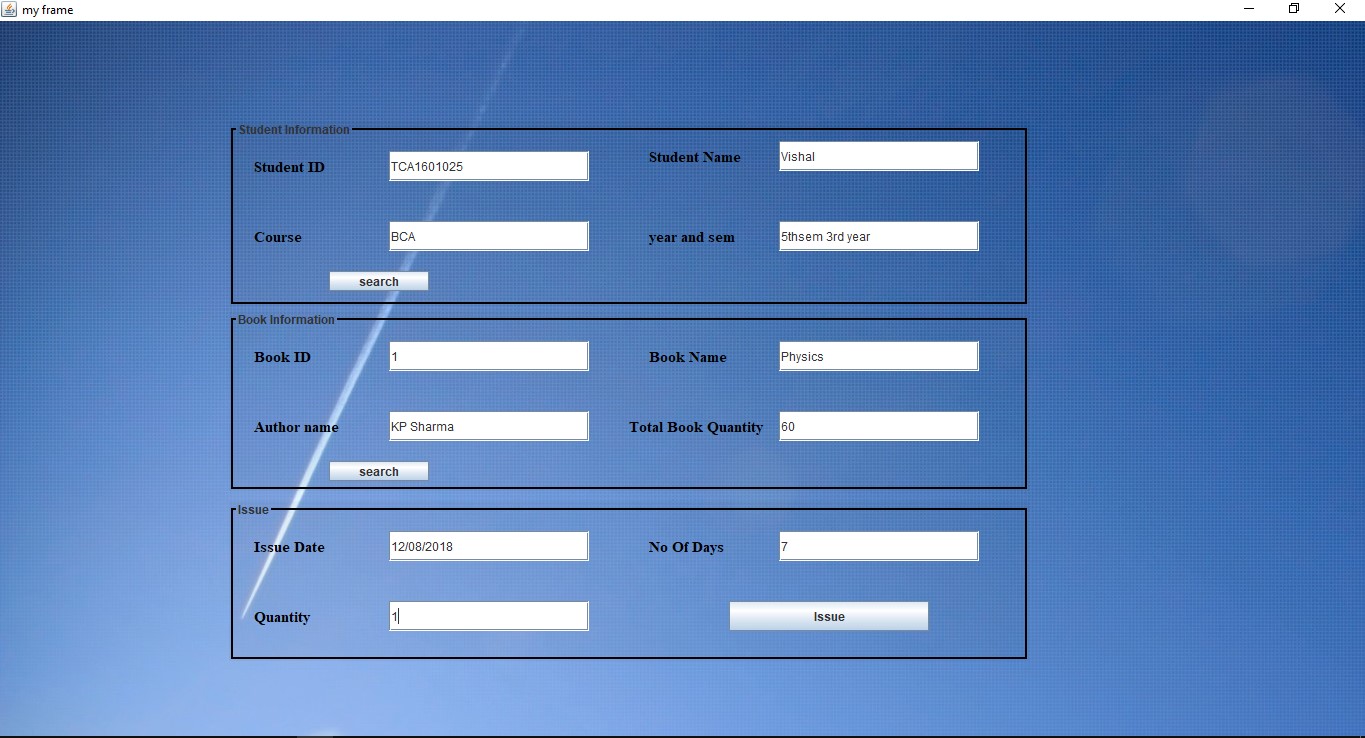 my frame
Student Information
Student ID TCA1601025 Student Name Vishal
Course BCA year and sem 5thsem 3rd year
search
Book Information
Book ID 1 Book Name Physics
Author name KP Sharma Total Book Quantity 60
search
Issue
Issue Date 12/08/2018 No Of Days 7
Quantity 1 Issue